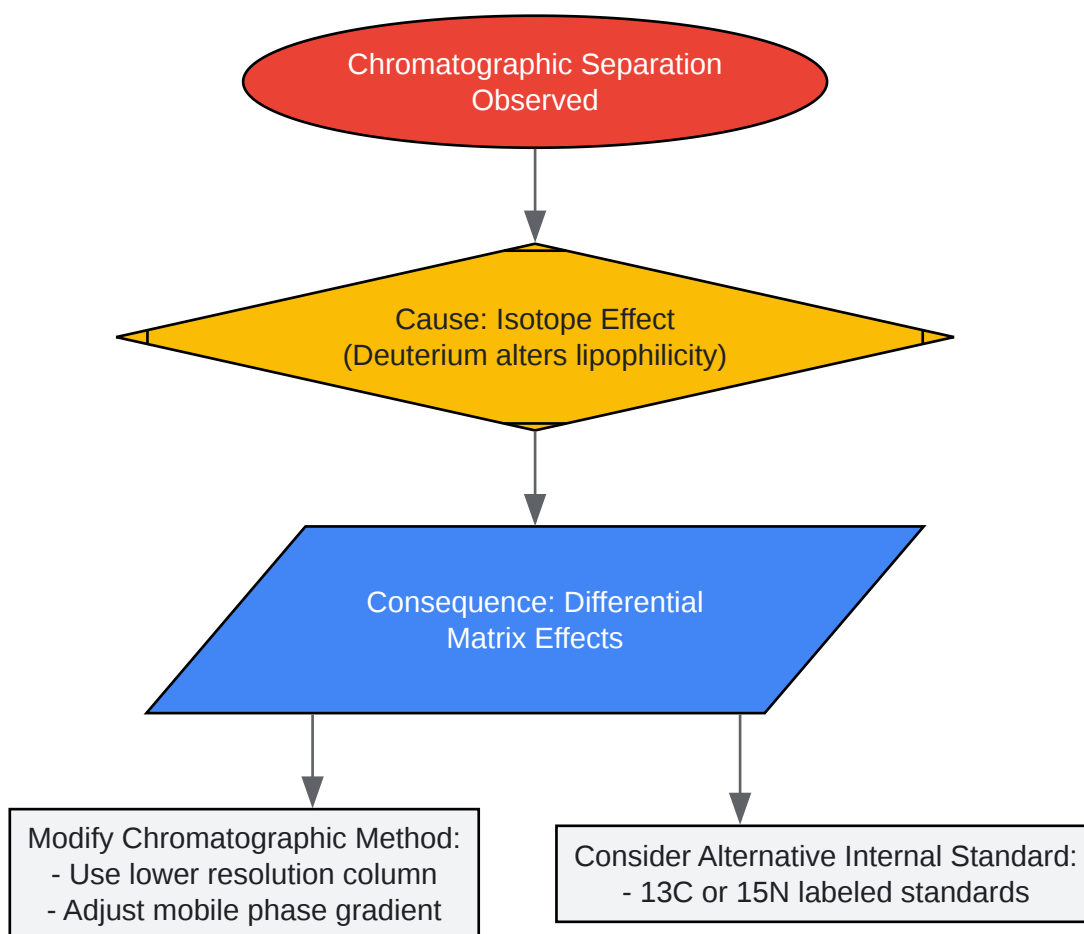 Chromatographic Separation
Observed
Cause: Isotope Effect
(Deuterium alters lipophilicity)
Consequence: Differential
Matrix Effects
Modify Chromatographic Method:
- Use lower resolution column
- Adjust mobile phase gradient
Consider Alternative Internal Standard:
- 13C or 15N labeled standards